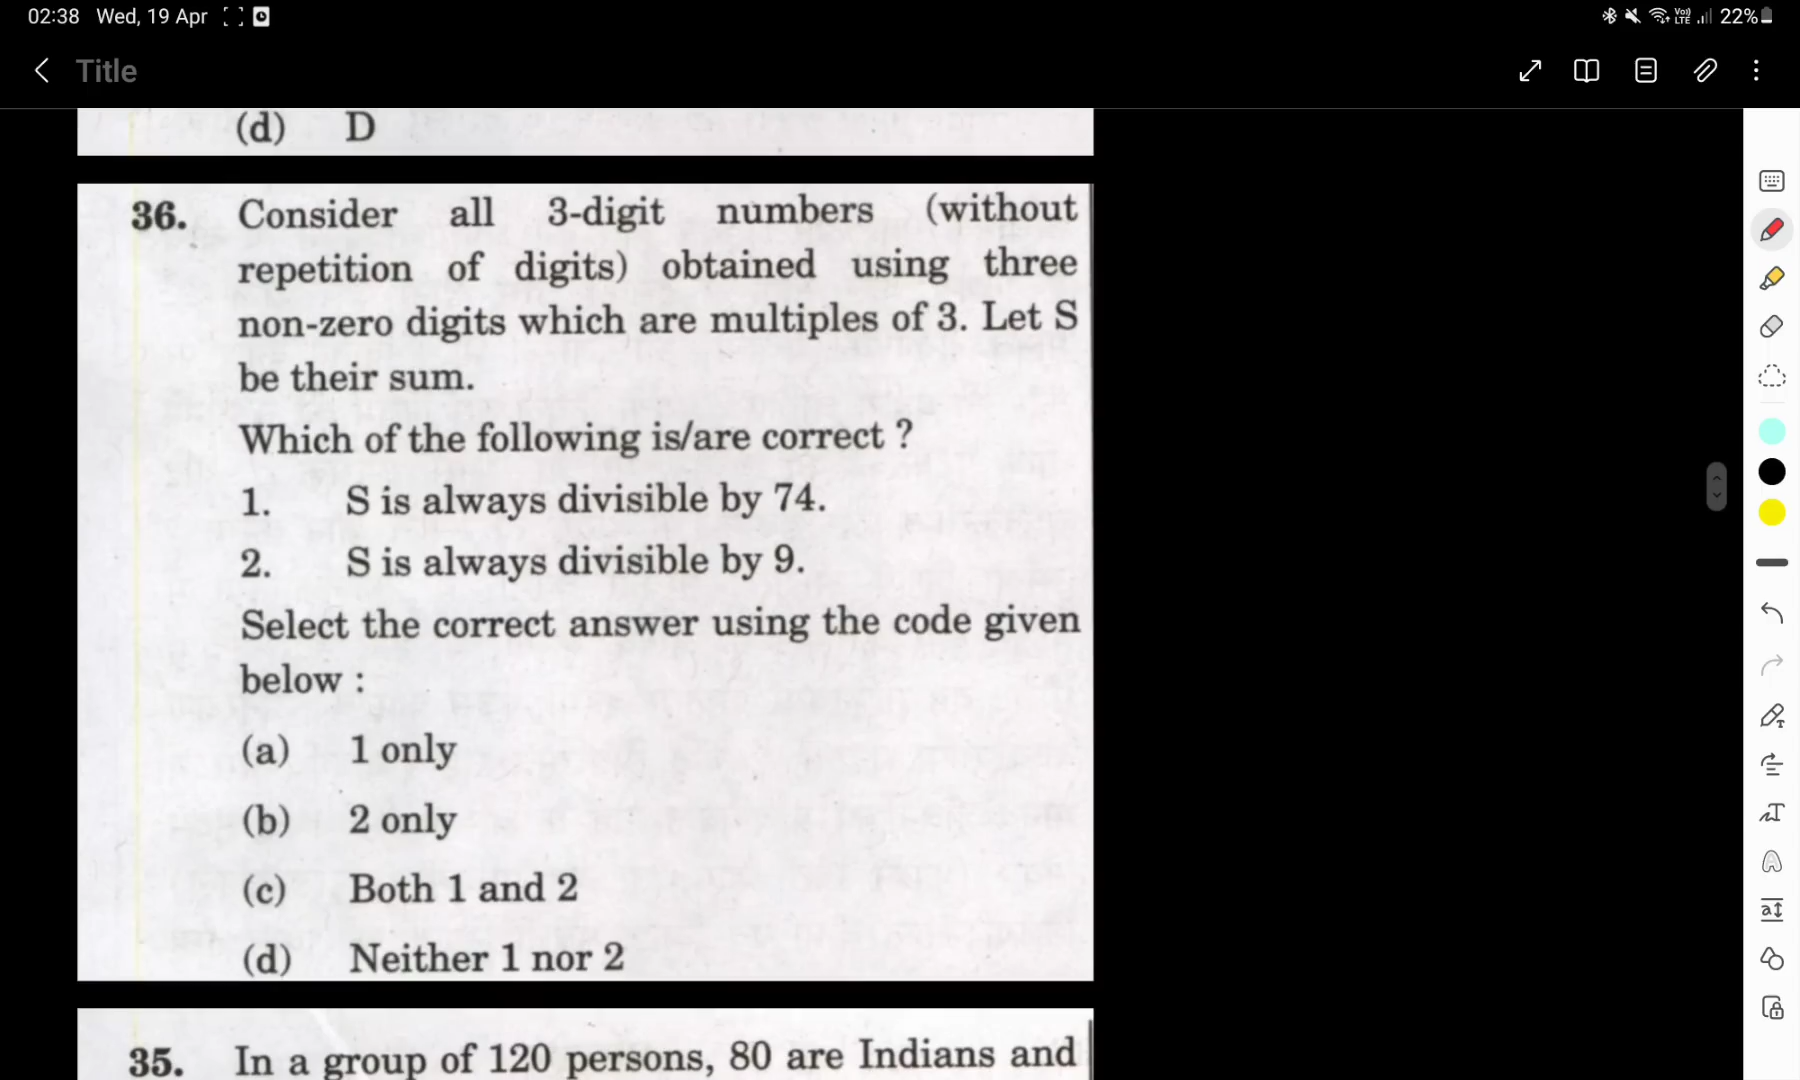 02:38 Wed, 19 Apr
Vo)) LTE 22%
Title
(d) D
36. Consider all 3-digit numbers (without
repetition of digits) obtained using three
non-zero digits which are multiples of 3. Let S
be their sum.
Which of the following is/are correct ?
1. S is always divisible by 74.
2. S is always divisible by 9.
Select the correct answer using the code given
below :
(a) 1 only
(b) 2 only
(c) Both 1 and 2
(d) Neither 1 nor 2
35. In a group of 120 persons, 80 are Indians and